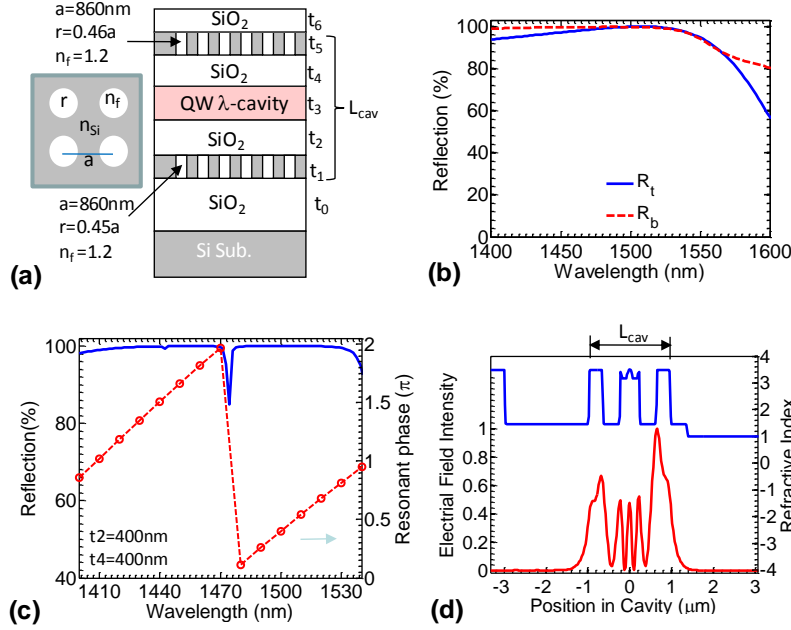 a=860nm
r=0.46a
n_f=1.2
r
n_f
n_Si
a
a=860nm
r=0.45a
n_f=1.2
SiO2
SiO2
QW λ-cavity
SiO2
SiO2
Si Sub.
t6
t5
t4
t3
t2
t1
t0
L_cav
(a)
100
80
60
40
20
0
Reflection (%)
R_t
R_b
1400 1450 1500 1550 1600
Wavelength (nm)
(b)
100
90
80
70
60
50
40
Reflection(%)
2
1.5
1
0.5
0
Resonant phase (π)
t2=400nm
t4=400nm
1410 1440 1470 1500 1530
Wavelength (nm)
(c)
L_cav
1
0.8
0.6
0.4
0.2
0
Electrial Field Intensity
4
3
2
1
0
-1
-2
-3
-4
Refractive Index
-3 -2 -1 0 1 2 3
Position in Cavity (μm)
(d)